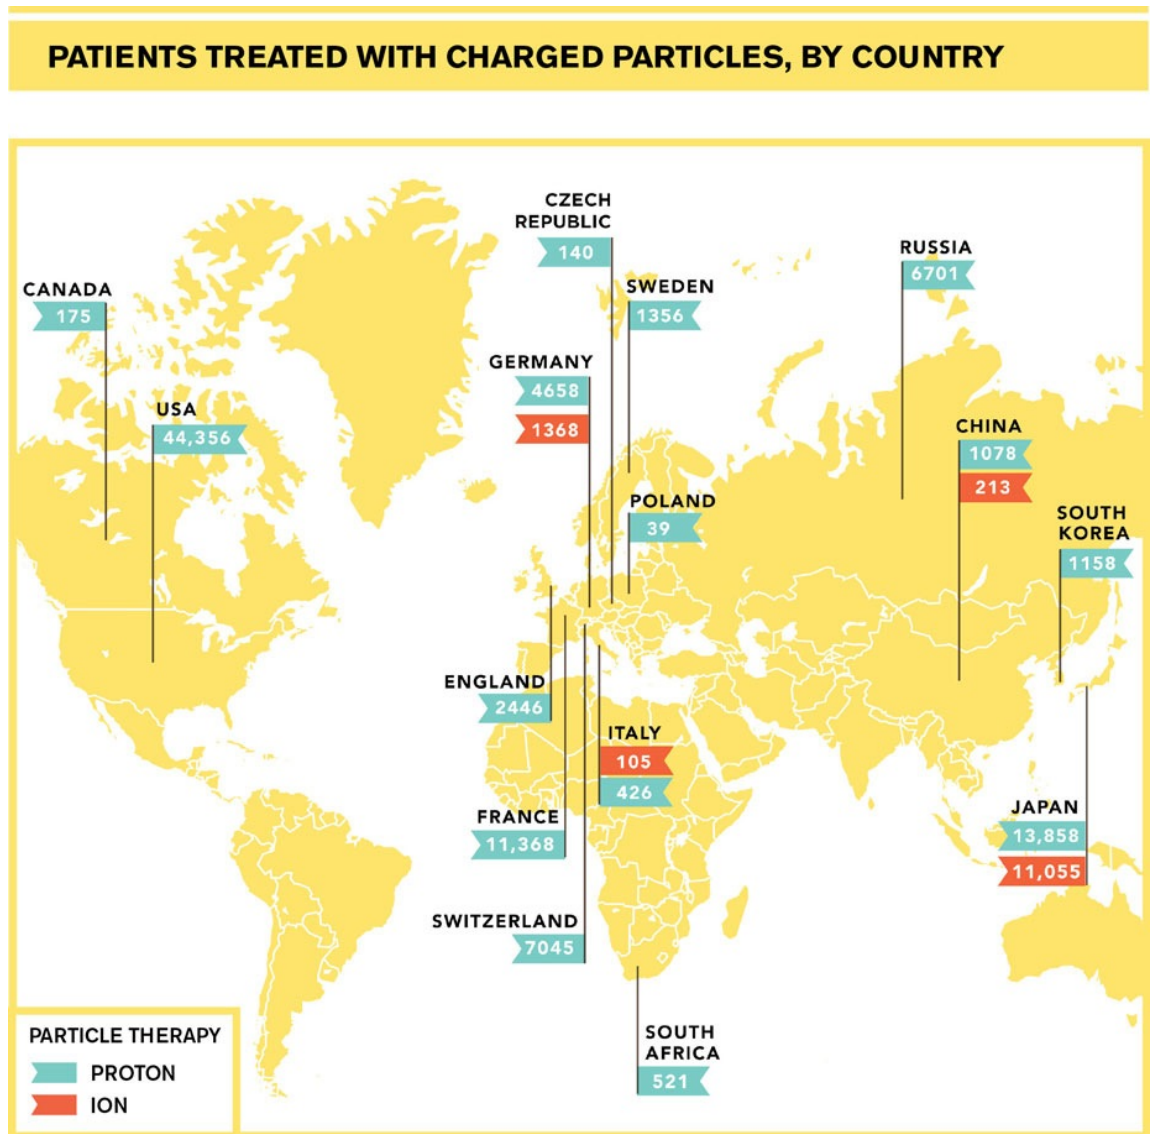 PATIENTS TREATED WITH CHARGED PARTICLES, BY COUNTRY
CZECH
REPUBLIC
140
RUSSIA
6701
CANADA
175
SWEDEN
1356
GERMANY
4658
1368
USA
44,356
CHINA
1078
213
POLAND
39
SOUTH
KOREA
1158
ENGLAND
2446
ITALY
105
426
FRANCE
11,368
JAPAN
13,858
11,055
SWITZERLAND
7045
SOUTH
AFRICA
521
PARTICLE THERAPY
PROTON
ION